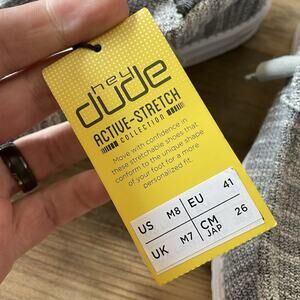 hey
dude
ACTIVE-STRETCH
COLLECTION
Move with confidence in
these stretchable shoes that
conform to the unique shape
of your foot for a more
personalized fit.
US M8 EU 41
UK M7 CM JAP 26